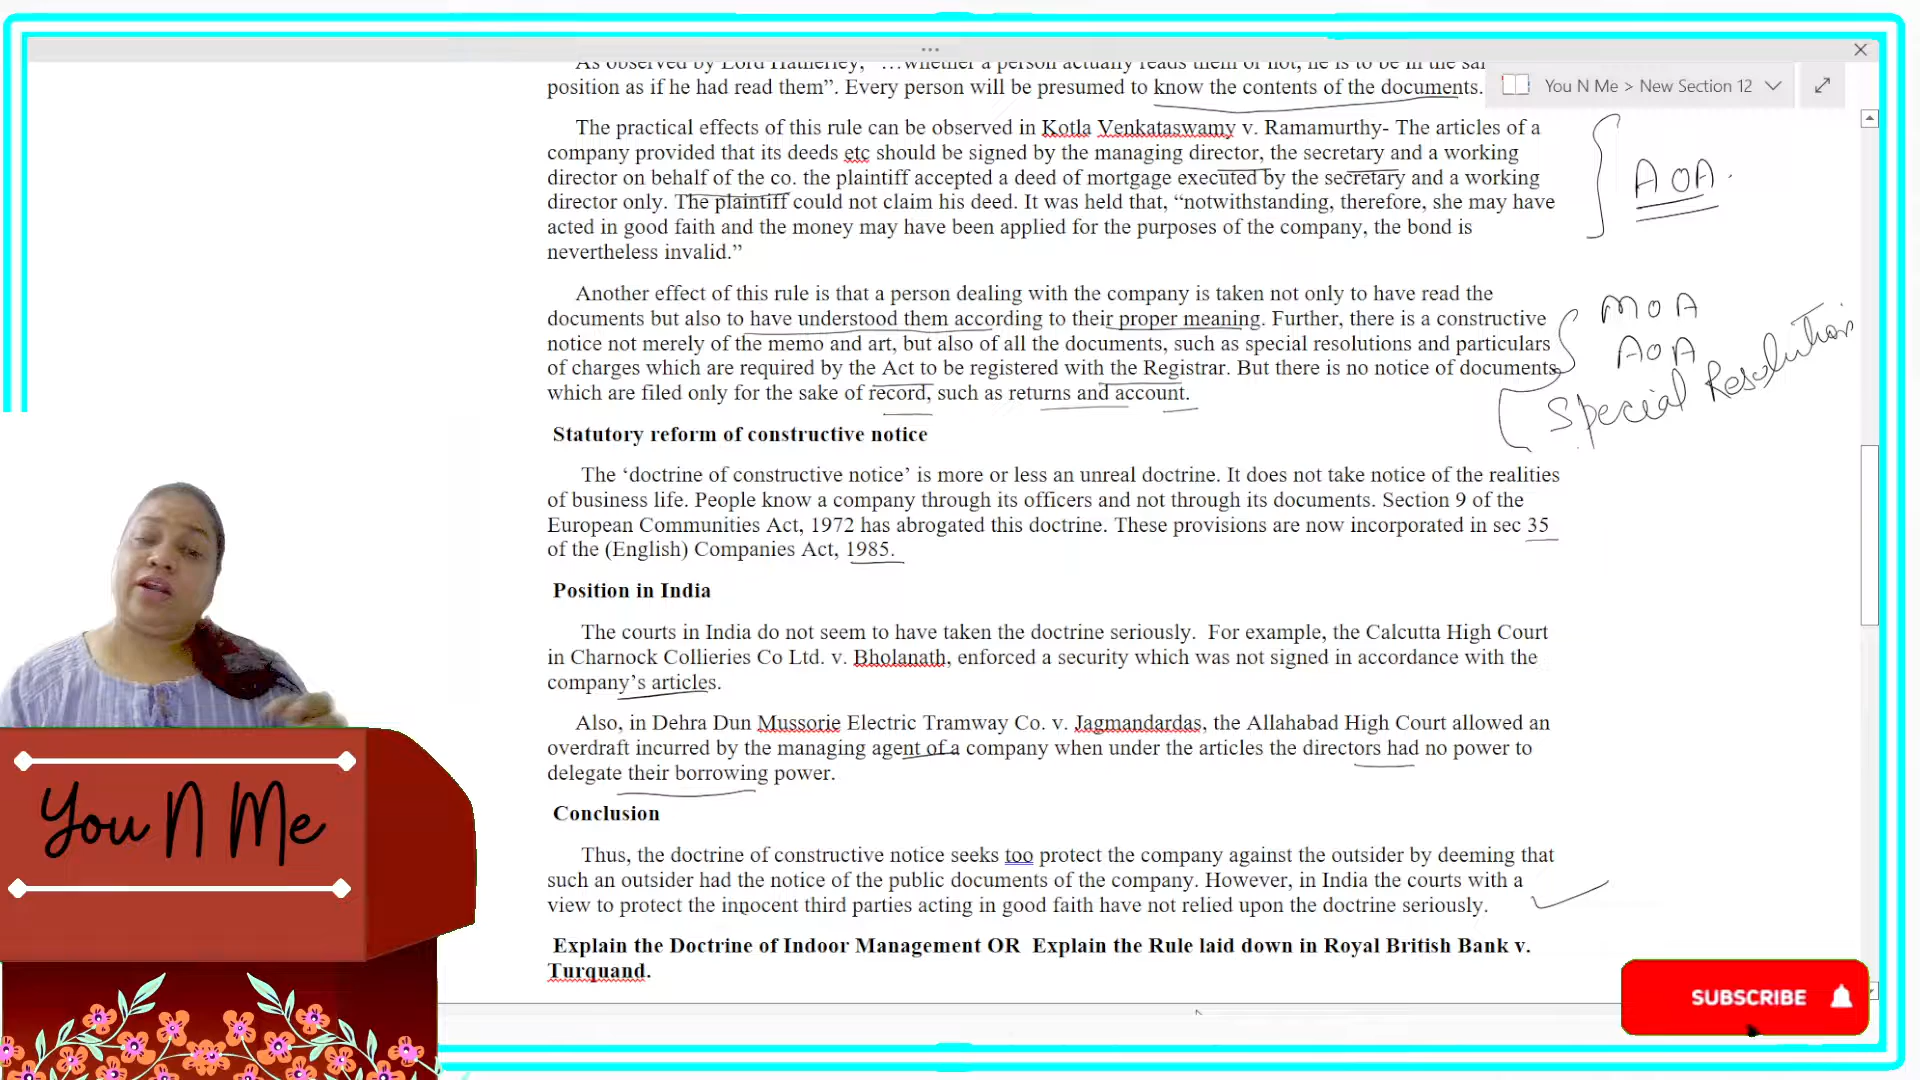 As observed by Lord Hatherley, “…whether a person actually reads them or not, he is to be in the sa
position as if he had read them”. Every person will be presumed to know the contents of the documents.
You N Me > New Section 12
The practical effects of this rule can be observed in Kotla Venkataswamy v. Ramamurthy- The articles of a
company provided that its deeds etc should be signed by the managing director, the secretary and a working
director on behalf of the co. the plaintiff accepted a deed of mortgage executed by the secretary and a working
director only. The plaintiff could not claim his deed. It was held that, “notwithstanding, therefore, she may have
acted in good faith and the money may have been applied for the purposes of the company, the bond is
nevertheless invalid.”
AOA.
Another effect of this rule is that a person dealing with the company is taken not only to have read the
documents but also to have understood them according to their proper meaning. Further, there is a constructive
notice not merely of the memo and art, but also of all the documents, such as special resolutions and particulars
of charges which are required by the Act to be registered with the Registrar. But there is no notice of documents
which are filed only for the sake of record, such as returns and account.
MOA
AOA
Special Resolution
Statutory reform of constructive notice
The ‘doctrine of constructive notice’ is more or less an unreal doctrine. It does not take notice of the realities
of business life. People know a company through its officers and not through its documents. Section 9 of the
European Communities Act, 1972 has abrogated this doctrine. These provisions are now incorporated in sec 35
of the (English) Companies Act, 1985.
Position in India
The courts in India do not seem to have taken the doctrine seriously. For example, the Calcutta High Court
in Charnock Collieries Co Ltd. v. Bholanath, enforced a security which was not signed in accordance with the
company’s articles.
Also, in Dehra Dun Mussorie Electric Tramway Co. v. Jagmandardas, the Allahabad High Court allowed an
overdraft incurred by the managing agent of a company when under the articles the directors had no power to
delegate their borrowing power.
Conclusion
Thus, the doctrine of constructive notice seeks too protect the company against the outsider by deeming that
such an outsider had the notice of the public documents of the company. However, in India the courts with a
view to protect the innocent third parties acting in good faith have not relied upon the doctrine seriously.
Explain the Doctrine of Indoor Management OR Explain the Rule laid down in Royal British Bank v.
Turquand.
You N Me
SUBSCRIBE